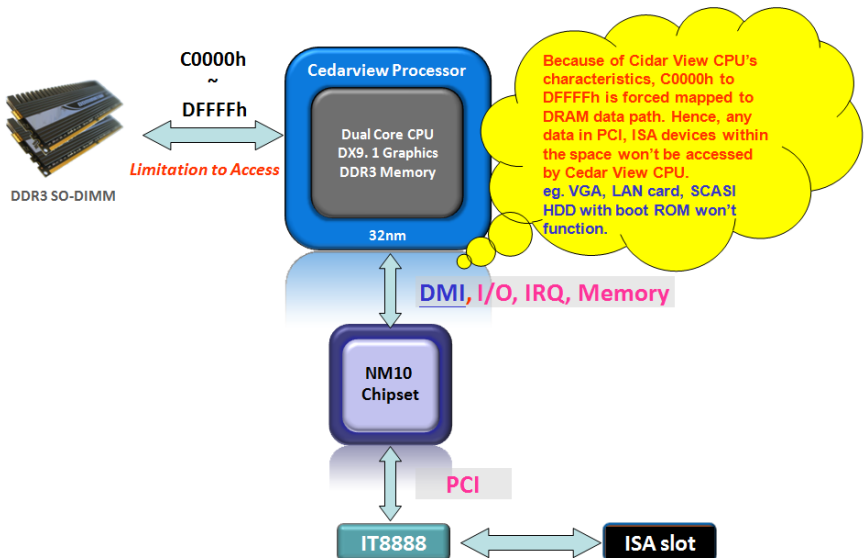 C0000h
~
DFFFFh
Limitation to Access
DDR3 SO-DIMM
Cedarview Processor
Dual Core CPU
DX9. 1 Graphics
DDR3 Memory
32nm
Because of Cidar View CPU's
characteristics, C0000h to
DFFFFh is forced mapped to
DRAM data path. Hence, any
data in PCI, ISA devices within
the space won't be accessed
by Cedar View CPU.
eg. VGA, LAN card, SCASI
HDD with boot ROM won't
function.
DMI, I/O, IRQ, Memory
NM10
Chipset
PCI
IT8888
ISA slot